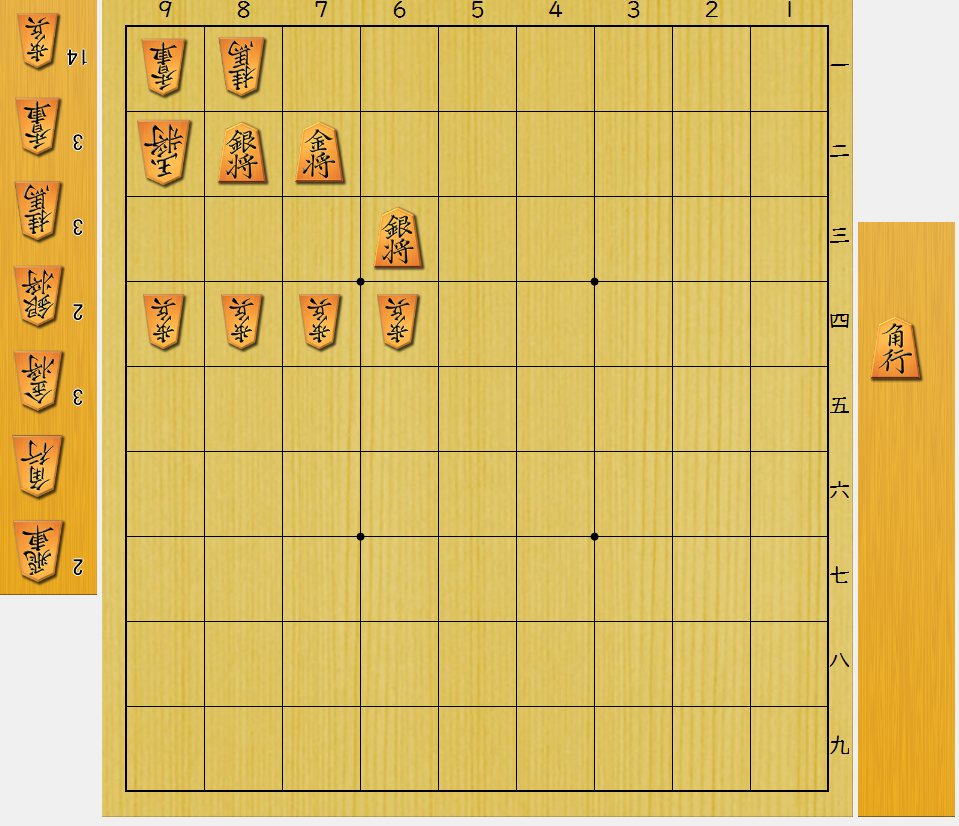 9 8 7 6 5 4 3 2 1
一
二
三
四
五
六
七
八
九
香車 桂馬
玉将 銀将 金将
銀将
歩兵 歩兵 歩兵 歩兵
歩兵 14
香車 3
桂馬 3
銀将 2
金将 3
角行
飛車 2
角行